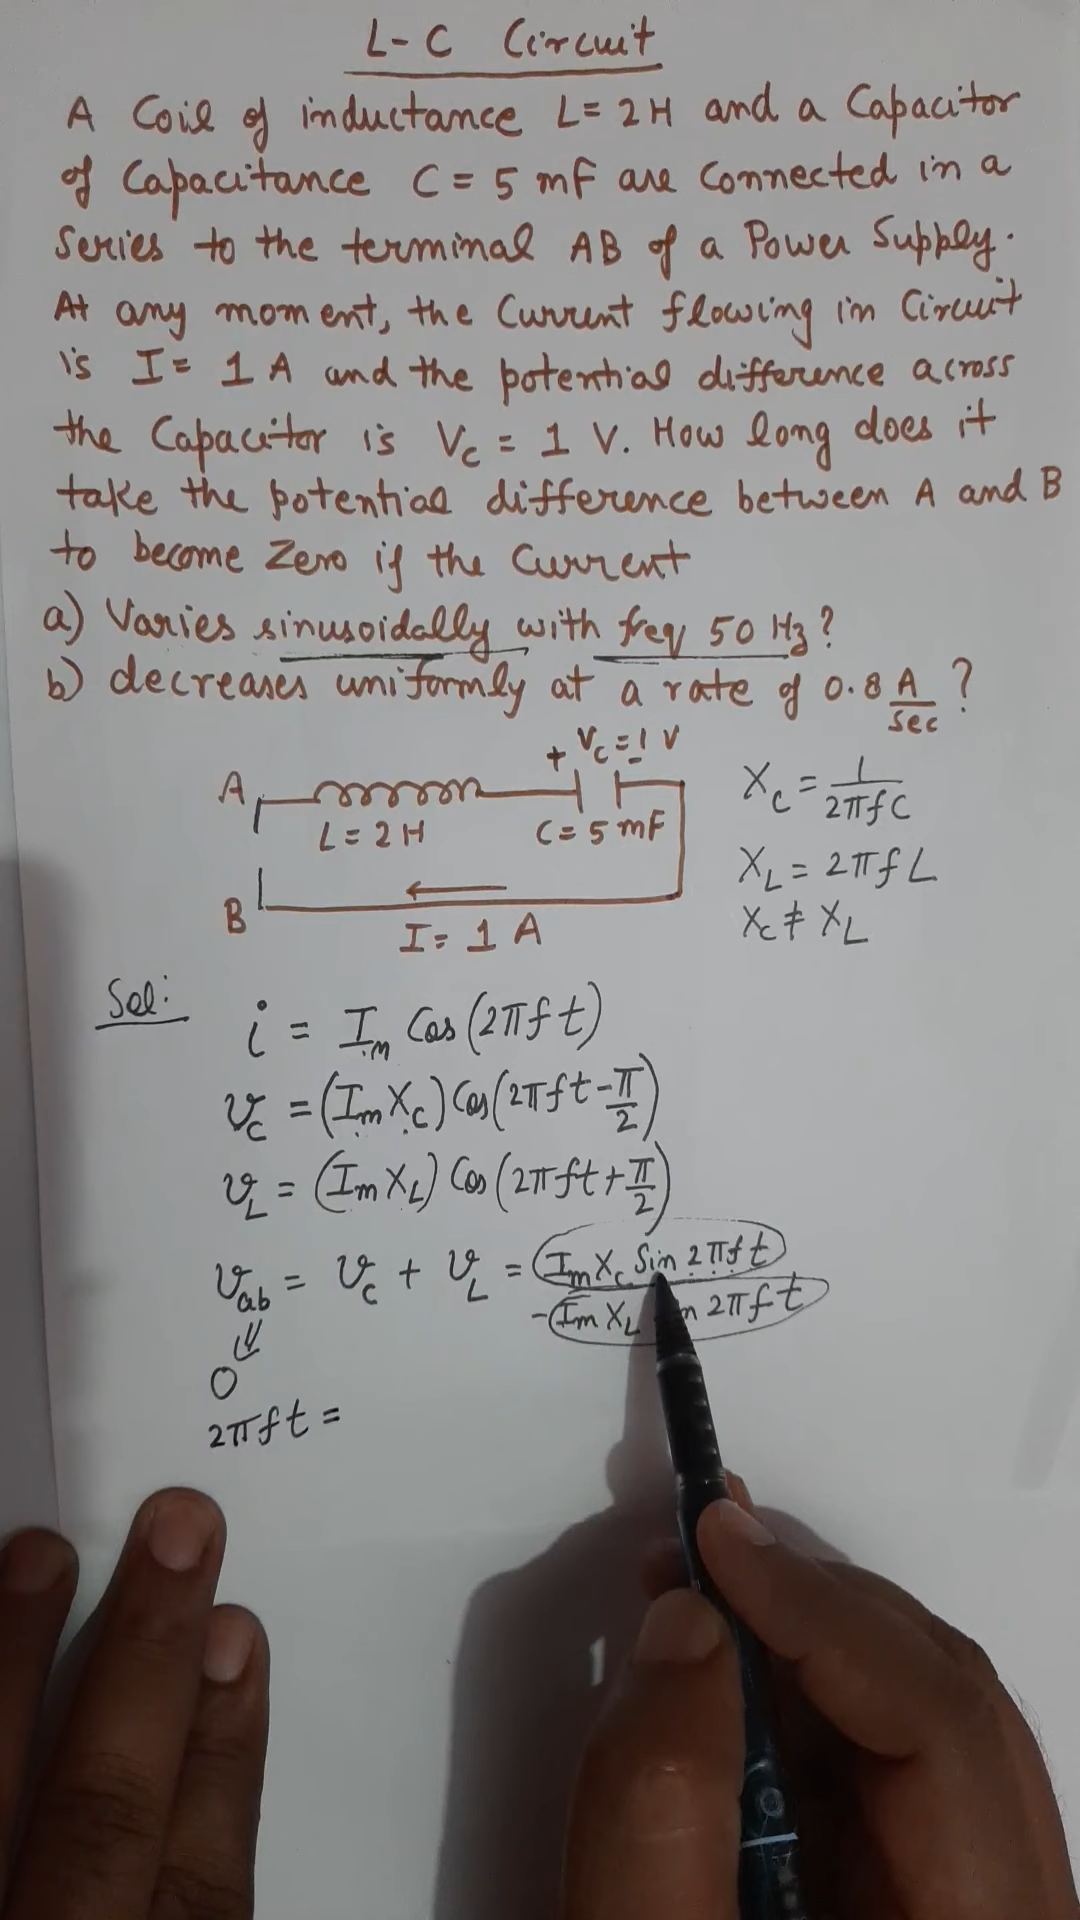 L-C Circuit
A Coil of inductance L= 2H and a Capacitor
of Capacitance C = 5 mF are Connected in a
Series to the terminal AB of a Power Supply.
At any moment, the Current flowing in Circuit
is I= 1 A and the potential difference across
the Capacitor is Vc = 1 V. How long does it
take the potential difference between A and B
to become Zero if the Current
a) Varies sinusoidally with freq 50 Hz?
b) decreases uniformly at a rate of 0.8 A/Sec ?
+ Vc = 1 V
A
L = 2 H
C = 5 mF
B
I= 1 A
Xc = 1/2πfC
XL = 2πfL
Xc ≠ XL
Sol:
i = Im Cos(2πft)
vc = (Im Xc) Cos(2πft - π/2)
vL = (Im XL) Cos(2πft + π/2)
vab = vc + vL = Im Xc Sin 2πft
- Im XL 2πft
0
2πft =